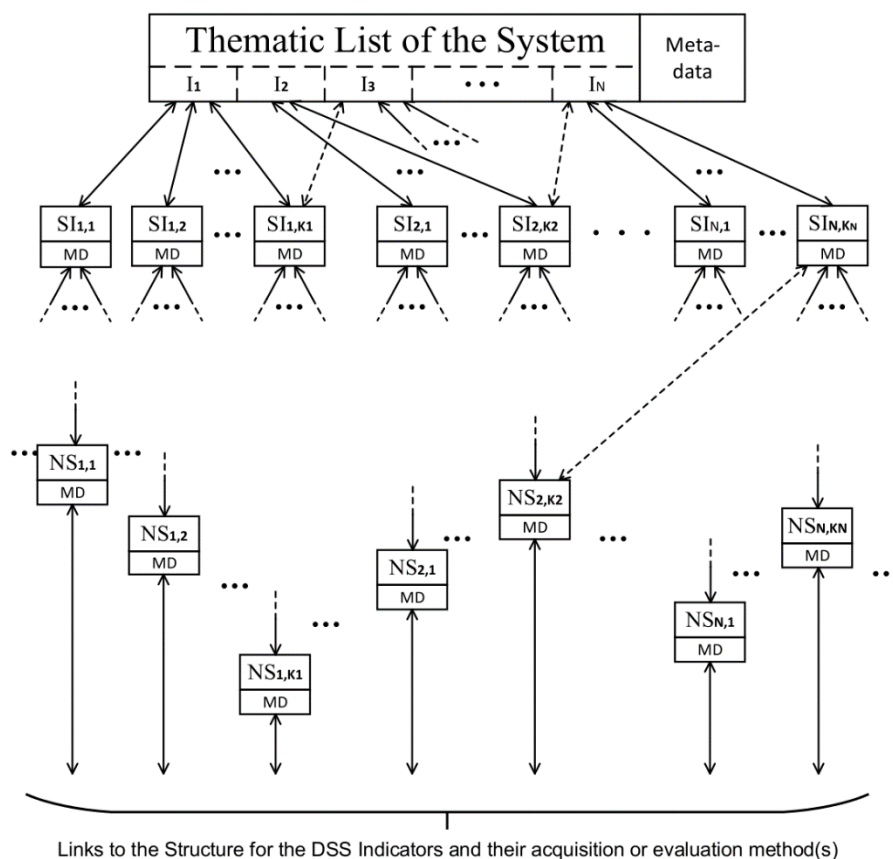 Thematic List of the System
Meta-
data
I1 I2 I3 ••• IN
••• ••• ••• •••
SI1,1 SI1,2 ••• SI1,K1 SI2,1 ••• SI2,K2 . . . SIN,1 ••• SIN,KN
MD MD MD MD MD MD MD
••• ••• ••• ••• ••• ••• •••
••• NS1,1 •••
MD
NS1,2
MD
•••
NS1,K1
MD
•••
NS2,1
MD
•••
NS2,K2
MD
•••
NSN,1
MD
•••
NSN,KN
MD
•••
Links to the Structure for the DSS Indicators and their acquisition or evaluation method(s)